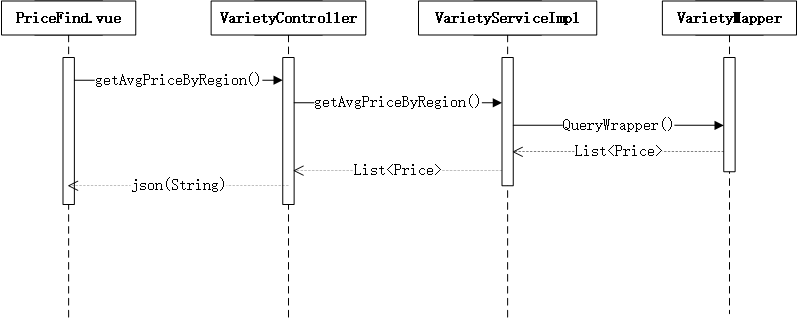 PriceFind.vue
VarietyController
VarietyServiceImpl
VarietyMapper
getAvgPriceByRegion()
getAvgPriceByRegion()
QueryWrapper()
List<Price>
List<Price>
json(String)